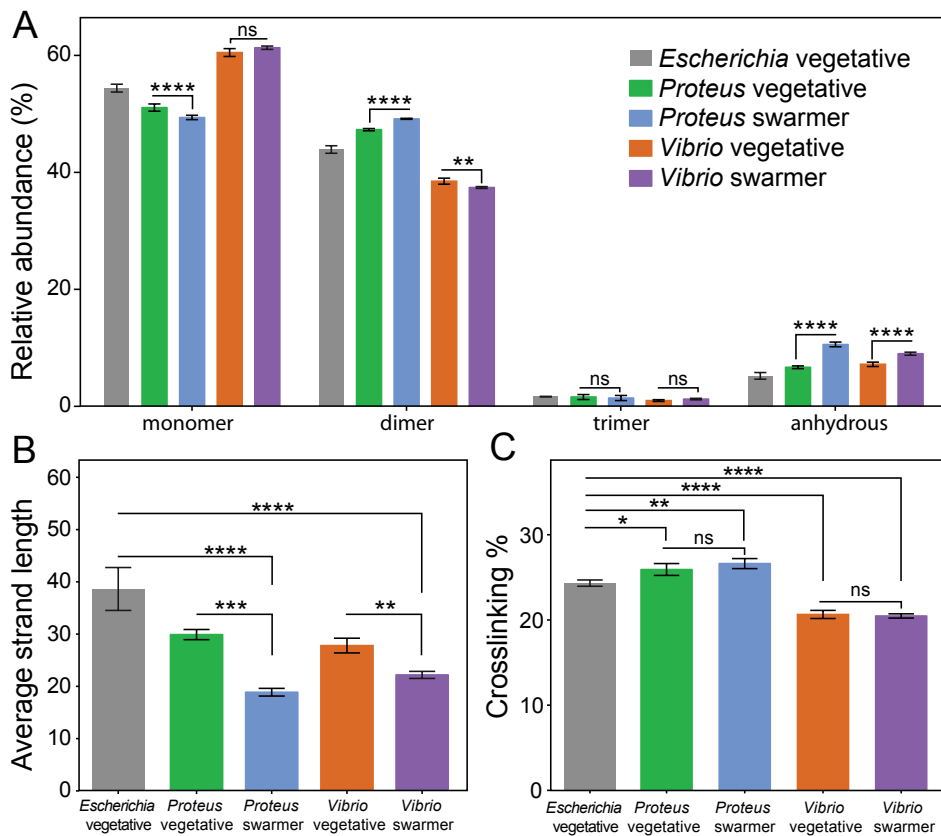 A
Relative abundance (%)
60
40
20
0
ns
****
****
**
ns
ns
****
****
Escherichia vegetative
Proteus vegetative
Proteus swarmer
Vibrio vegetative
Vibrio swarmer
monomer
dimer
trimer
anhydrous
B
Average strand length
60
50
40
30
20
10
0
****
****
***
**
Escherichia
vegetative
Proteus
vegetative
Proteus
swarmer
Vibrio
vegetative
Vibrio
swarmer
C
Crosslinking %
30
20
10
0
****
****
**
*
ns
ns
Escherichia
vegetative
Proteus
vegetative
Proteus
swarmer
Vibrio
vegetative
Vibrio
swarmer